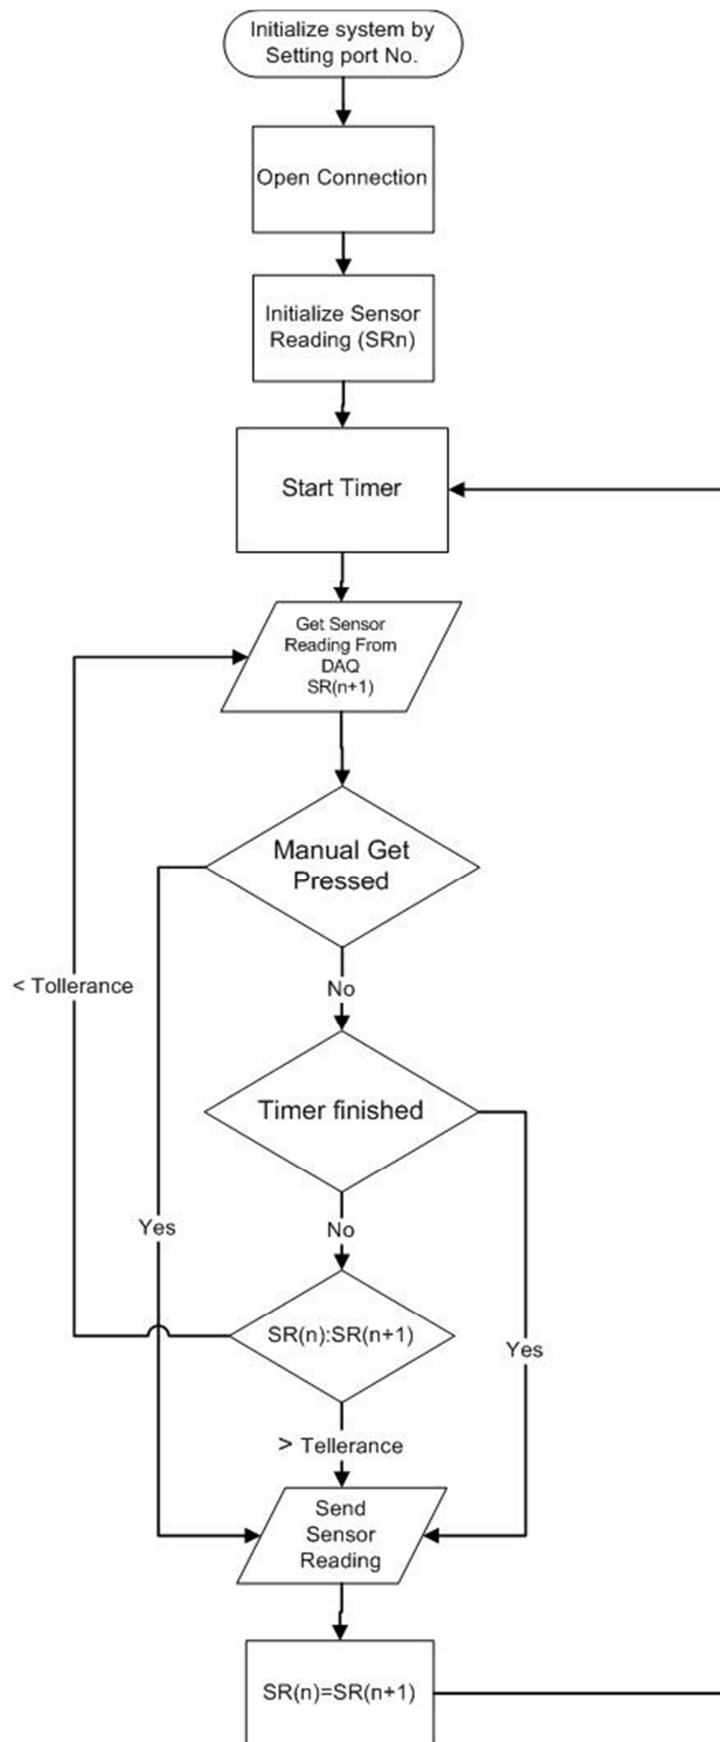 Initialize system by
Setting port No.
Open Connection
Initialize Sensor
Reading (SRn)
Start Timer
Get Sensor
Reading From
DAQ
SR(n+1)
Manual Get
Pressed
< Tollerance
No
Timer finished
Yes
No
SR(n):SR(n+1)
Yes
> Tellerance
Send
Sensor
Reading
SR(n)=SR(n+1)